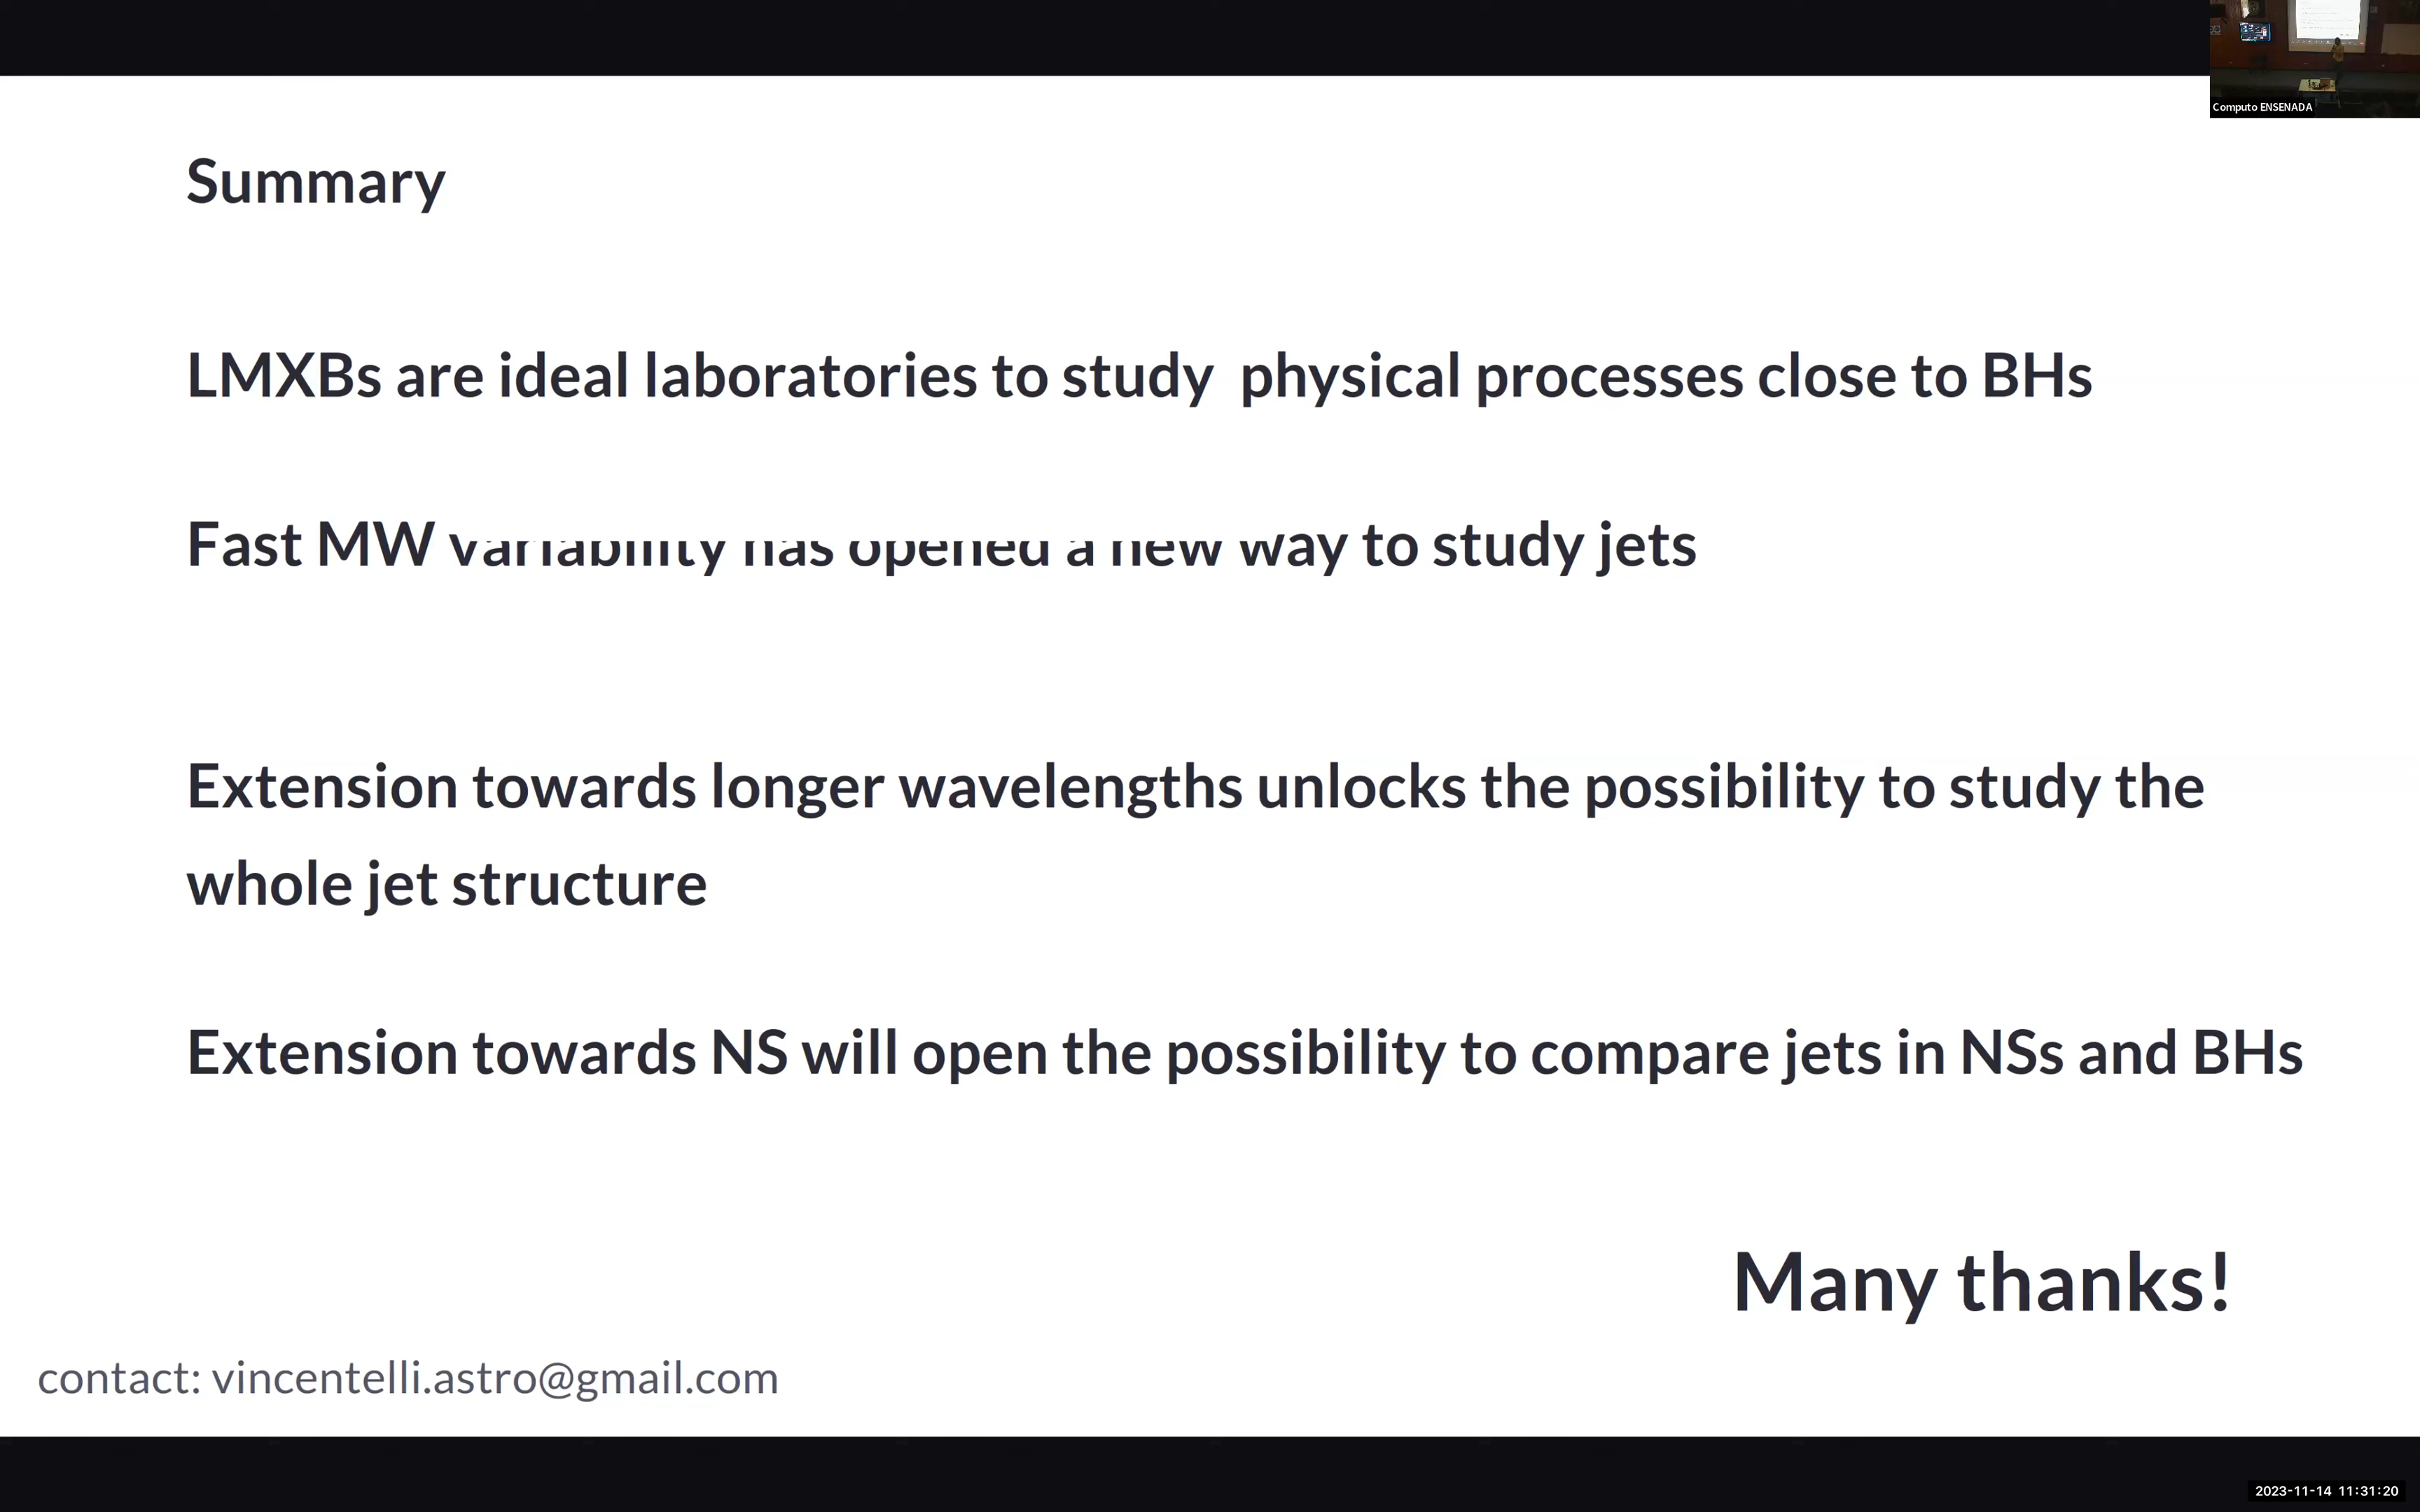 Computo ENSENADA
Summary
LMXBs are ideal laboratories to study  physical processes close to BHs
Fast MW variability has opened a new way to study jets
Extension towards longer wavelengths unlocks the possibility to study the
whole jet structure
Extension towards NS will open the possibility to compare jets in NSs and BHs
Many thanks!
contact: vincentelli.astro@gmail.com
2023-11-14 11:31:20